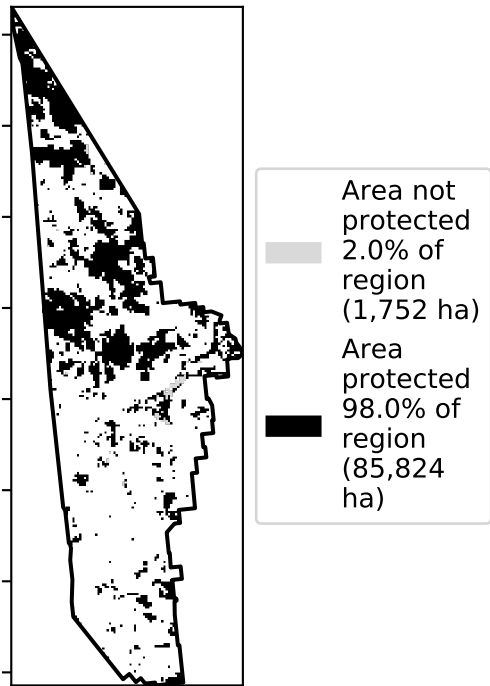 Area not
protected
2.0% of
region
(1,752 ha)
Area
protected
98.0% of
region
(85,824
ha)